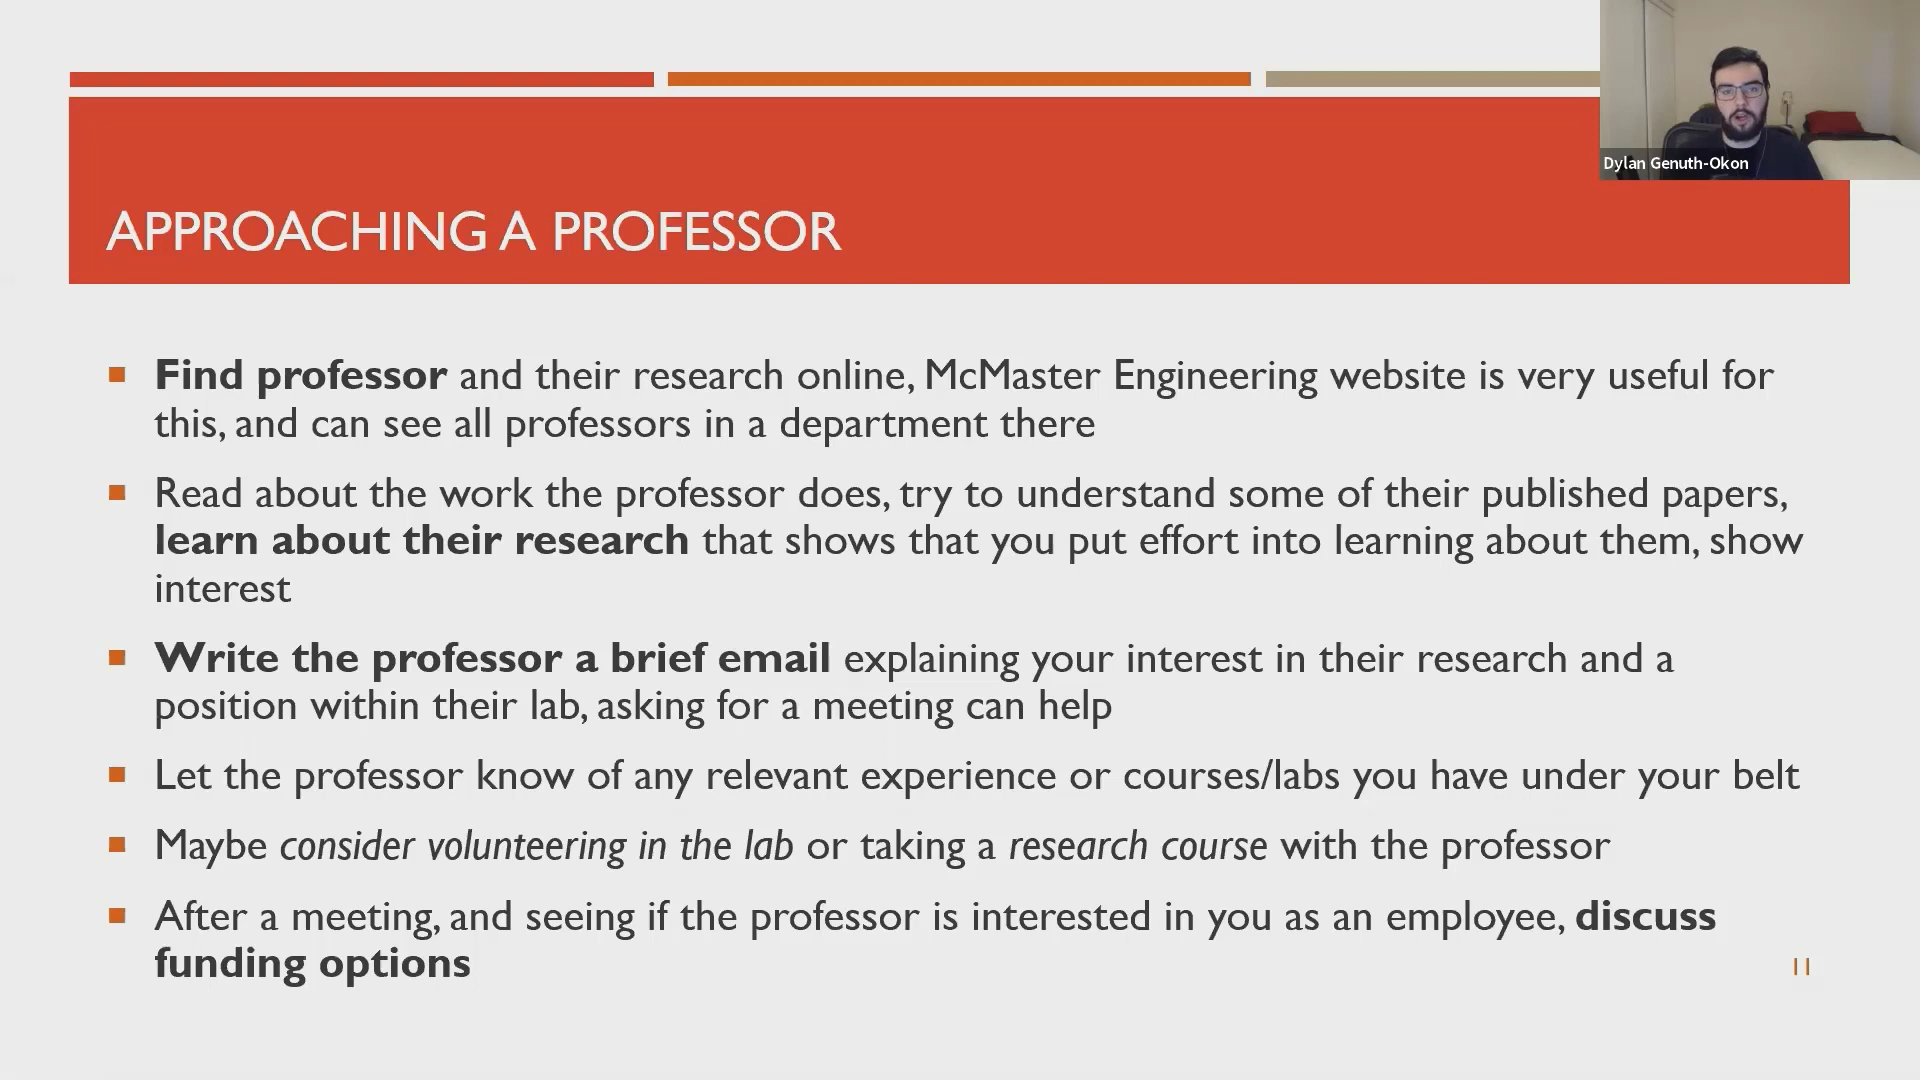 Dylan Genuth-Okon
APPROACHING A PROFESSOR
Find professor and their research online, McMaster Engineering website is very useful for
this, and can see all professors in a department there
Read about the work the professor does, try to understand some of their published papers,
learn about their research that shows that you put effort into learning about them, show
interest
Write the professor a brief email explaining your interest in their research and a
position within their lab, asking for a meeting can help
Let the professor know of any relevant experience or courses/labs you have under your belt
Maybe consider volunteering in the lab or taking a research course with the professor
After a meeting, and seeing if the professor is interested in you as an employee, discuss
funding options
11